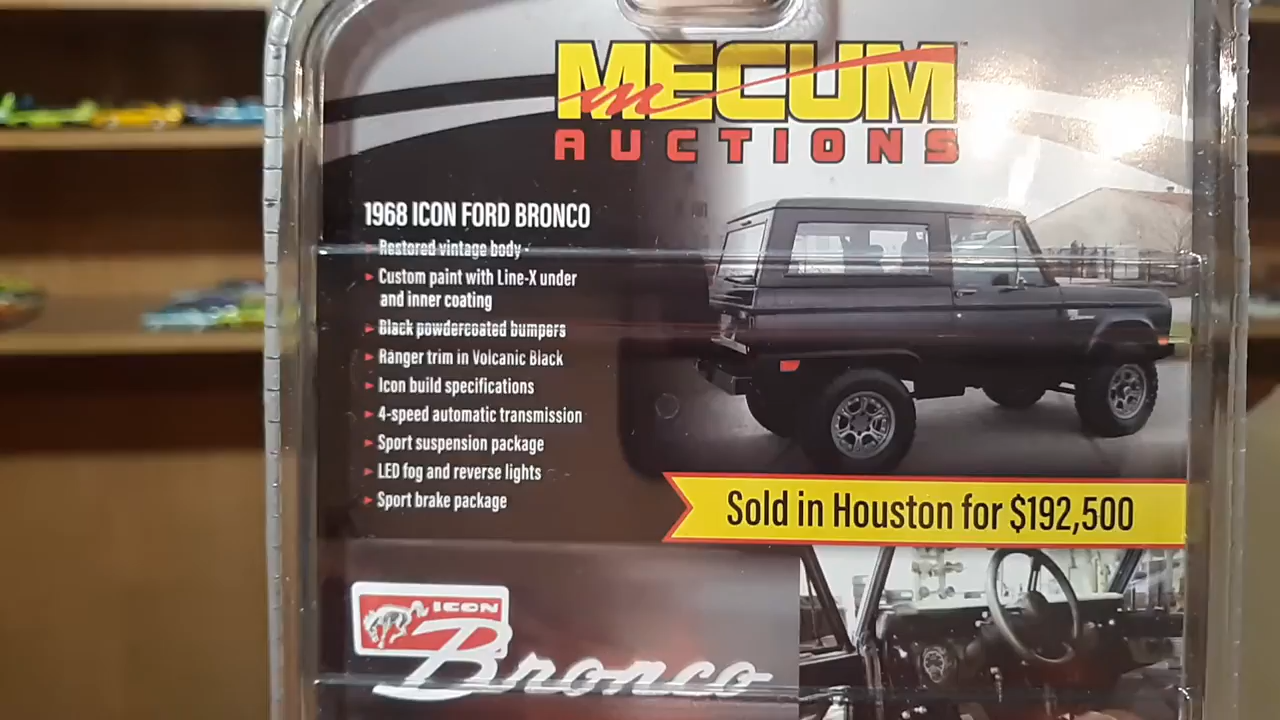 MECUM
AUCTIONS
1968 ICON FORD BRONCO
Restored vintage body
Custom paint with Line-X under
and inner coating
Black powdercoated bumpers
Ranger trim in Volcanic Black
Icon build specifications
4-speed automatic transmission
Sport suspension package
LED fog and reverse lights
Sport brake package
Sold in Houston for $192,500
ICON
Bronco